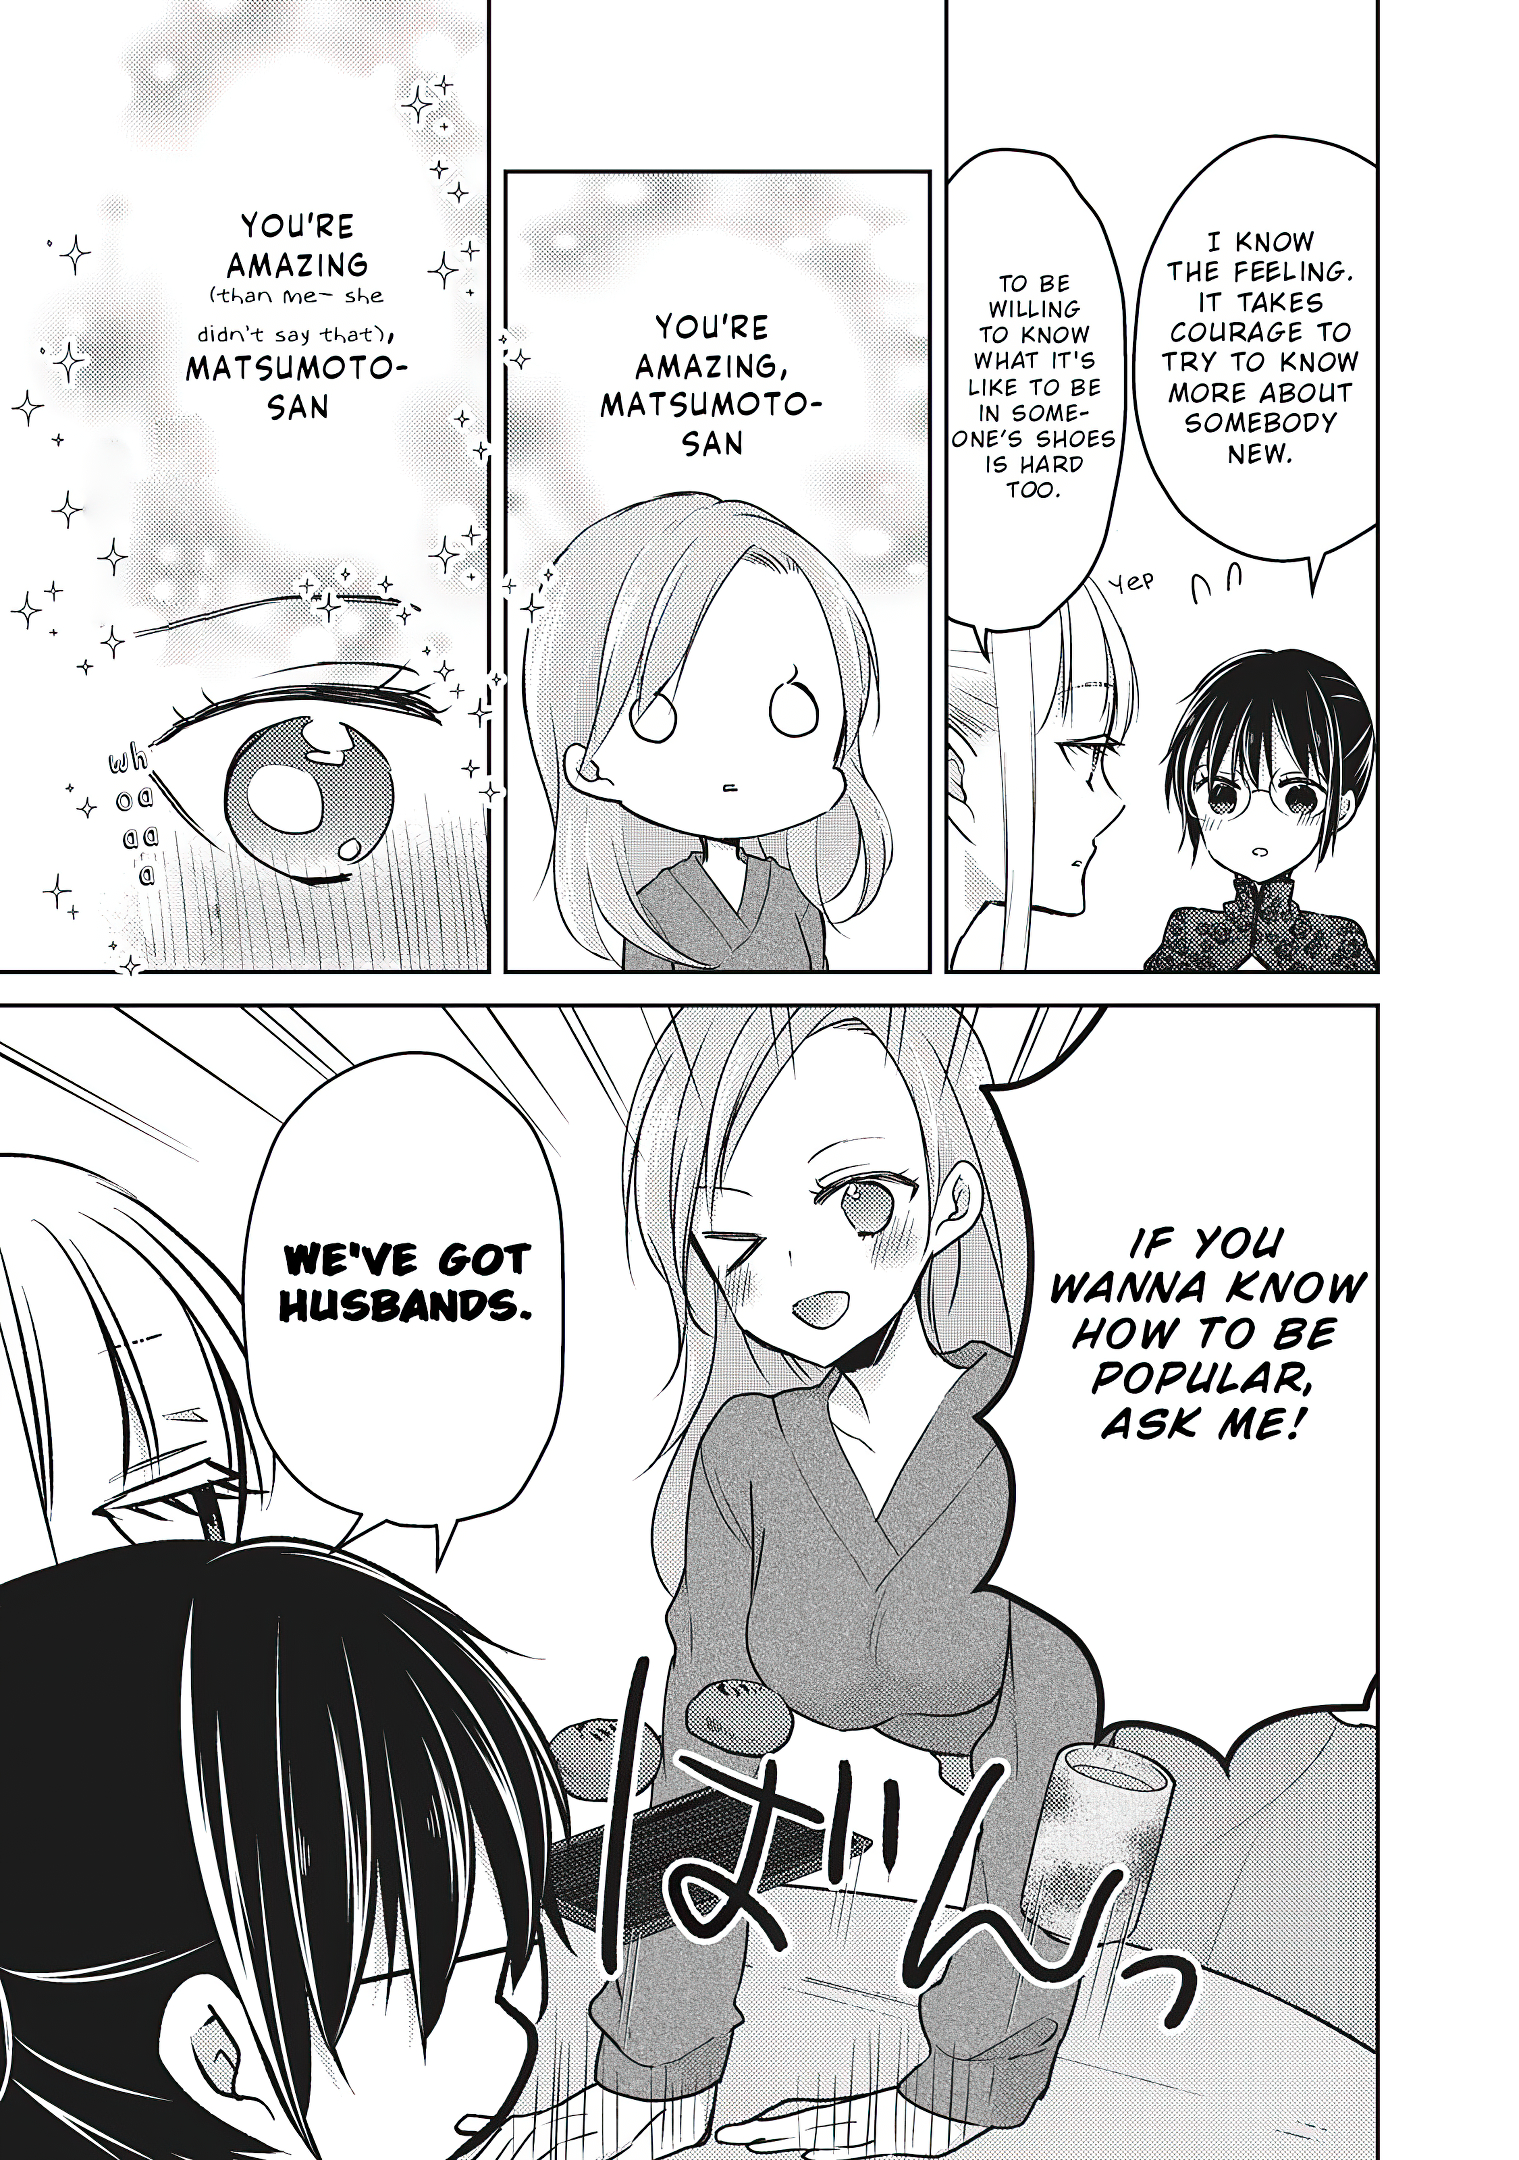 I KNOW
THE FEELING.
IT TAKES
COURAGE TO
TRY TO KNOW
MORE ABOUT
SOMEBODY
NEW.
TO BE
WILLING
TO KNOW
WHAT IT'S
LIKE TO BE
IN SOME-
ONE'S SHOES
IS HARD
TOO.
YEP
YOU'RE
AMAZING,
MATSUMOTO-
SAN
YOU'RE
AMAZING
(than me- she
didn't say that),
MATSUMOTO-
SAN
wh
oa
aa
a
IF YOU
WANNA KNOW
HOW TO BE
POPULAR,
ASK ME!
WE'VE GOT
HUSBANDS.
ばんっ